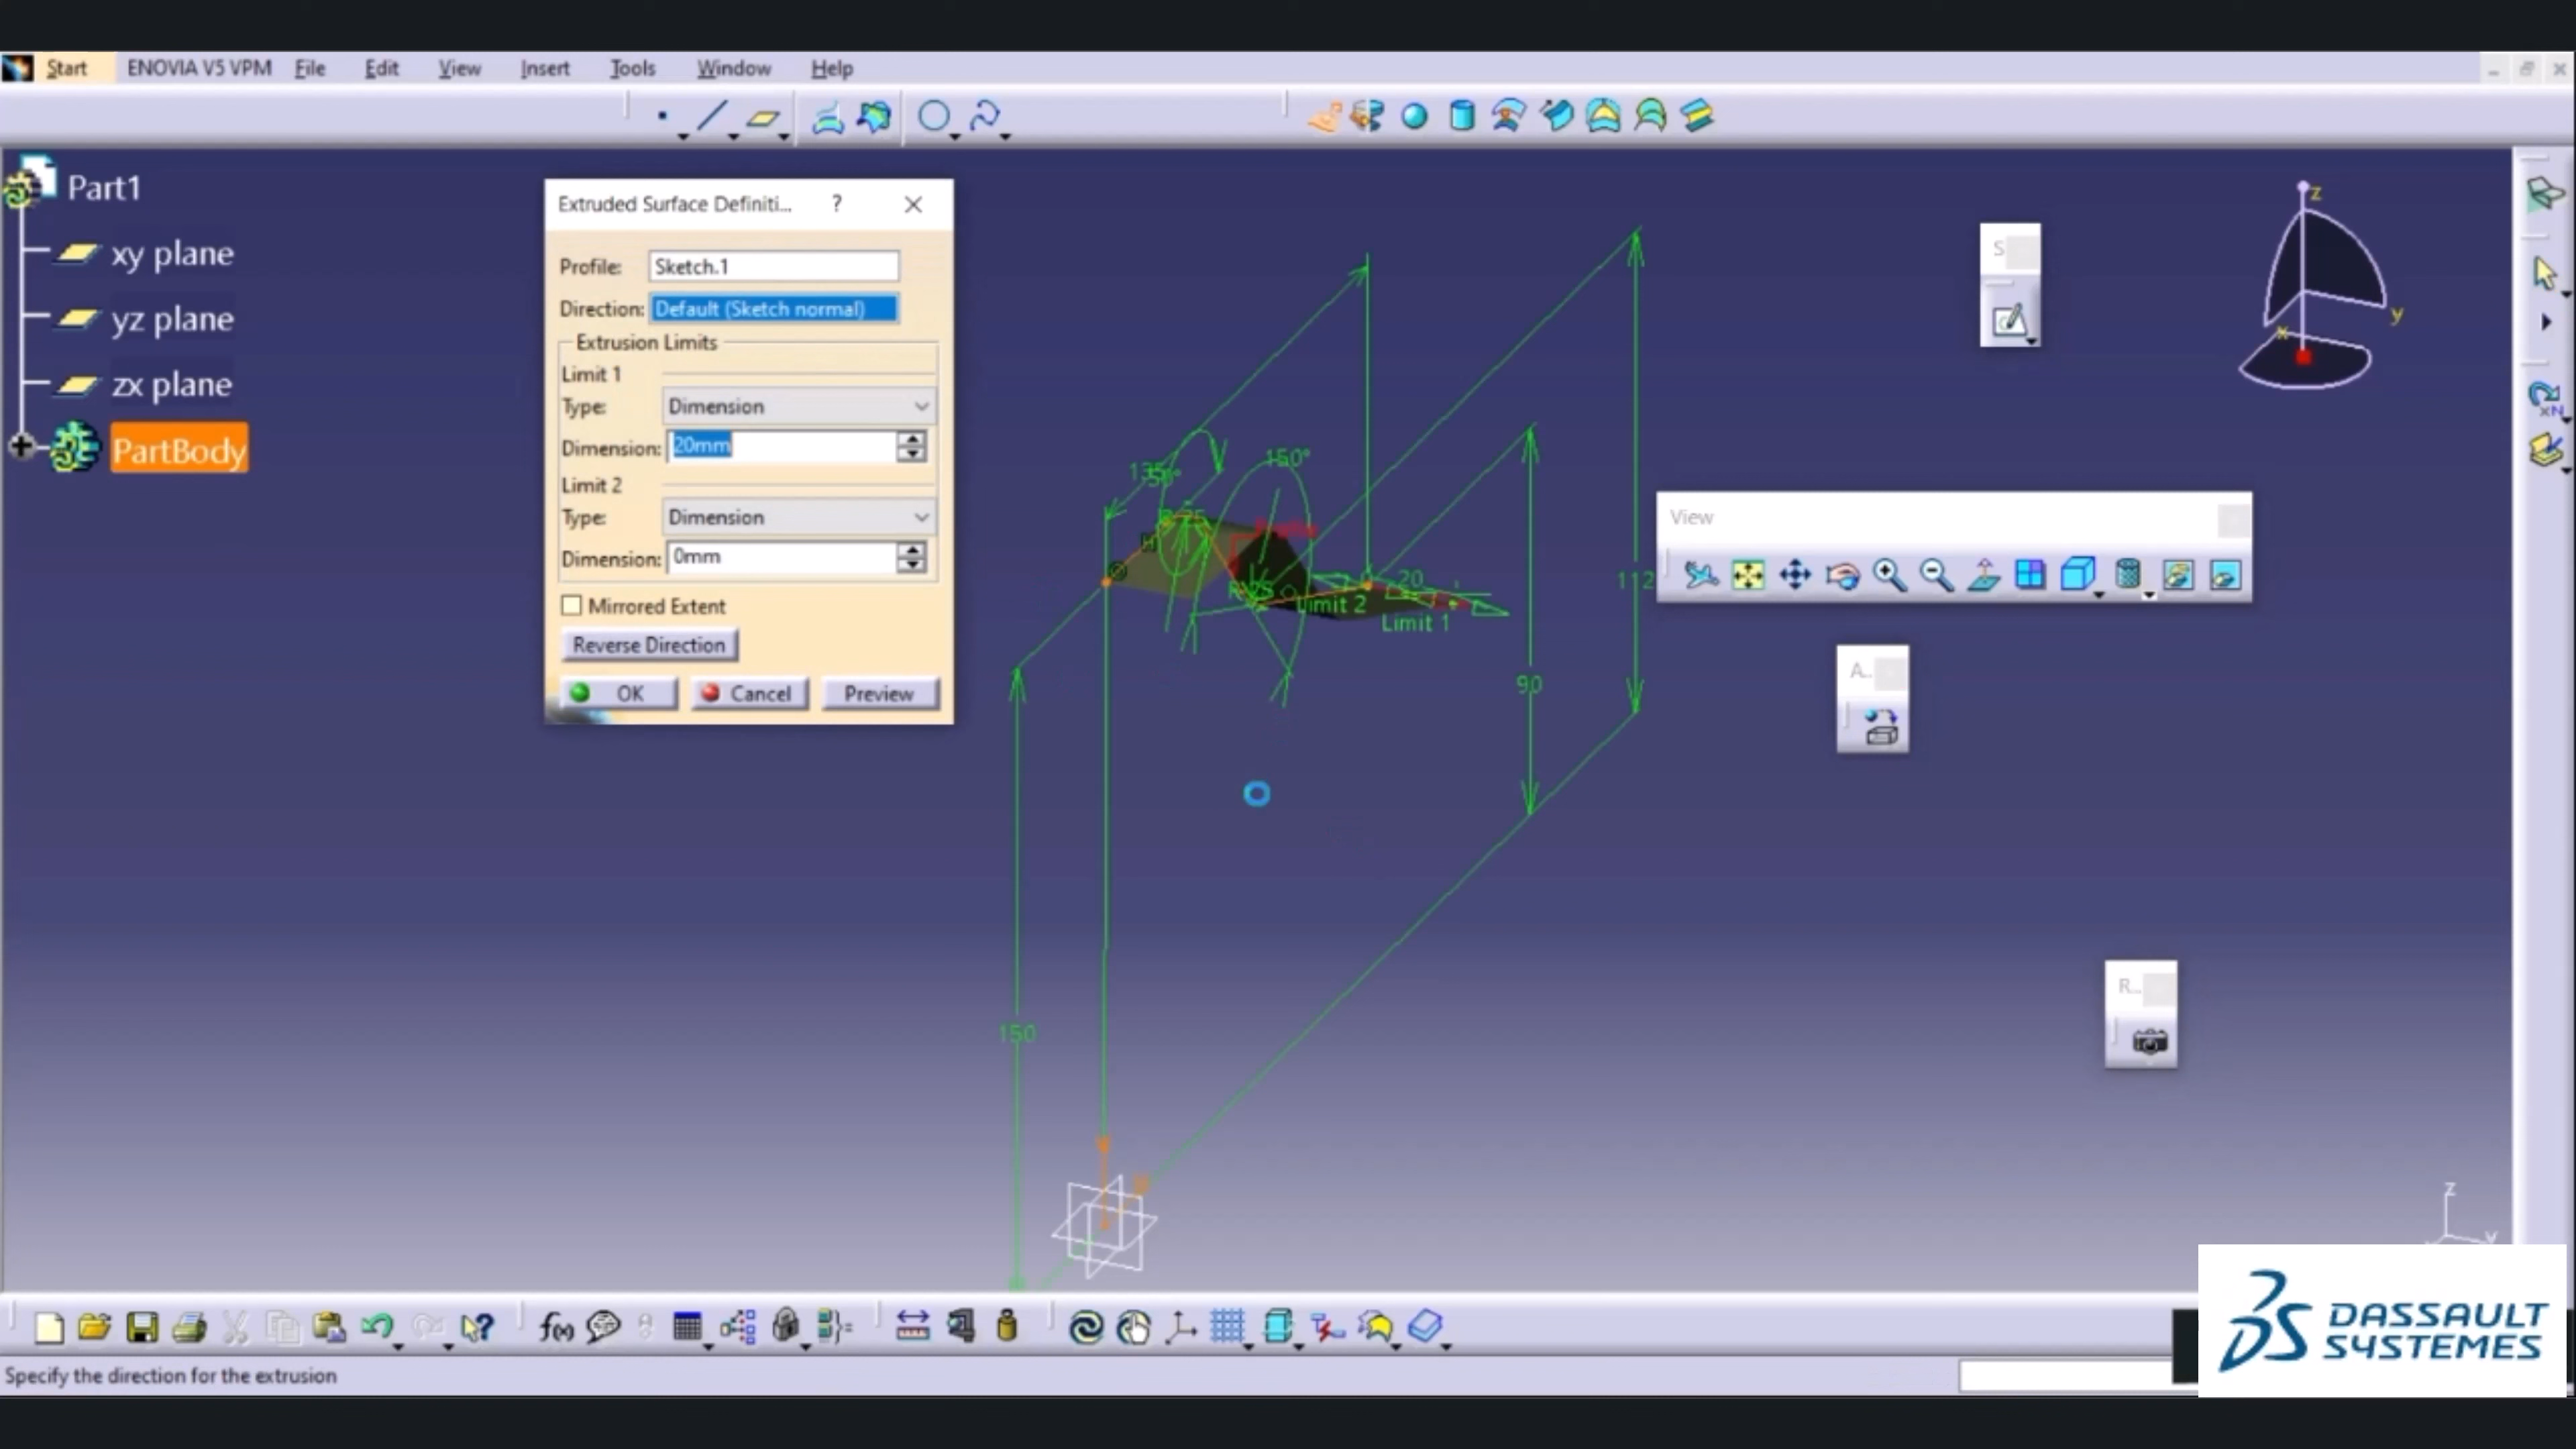 Start ENOVIA V5 VPM File Edit View Insert Tools Window Help
Part1
xy plane
yz plane
zx plane
PartBody
Extruded Surface Definiti... ?
Profile: Sketch.1
Direction: Default (Sketch normal)
Extrusion Limits
Limit 1
Type: Dimension
Dimension: 20mm
Limit 2
Type: Dimension
Dimension: 0mm
Mirrored Extent
Reverse Direction
OK Cancel Preview
150°
H
20
Limit 2
Limit 1
112
90
150
z
y
x
S
View
A..
R..
z
y
f(x)
Specify the direction for the extrusion
DASSAULT
SYSTEMES